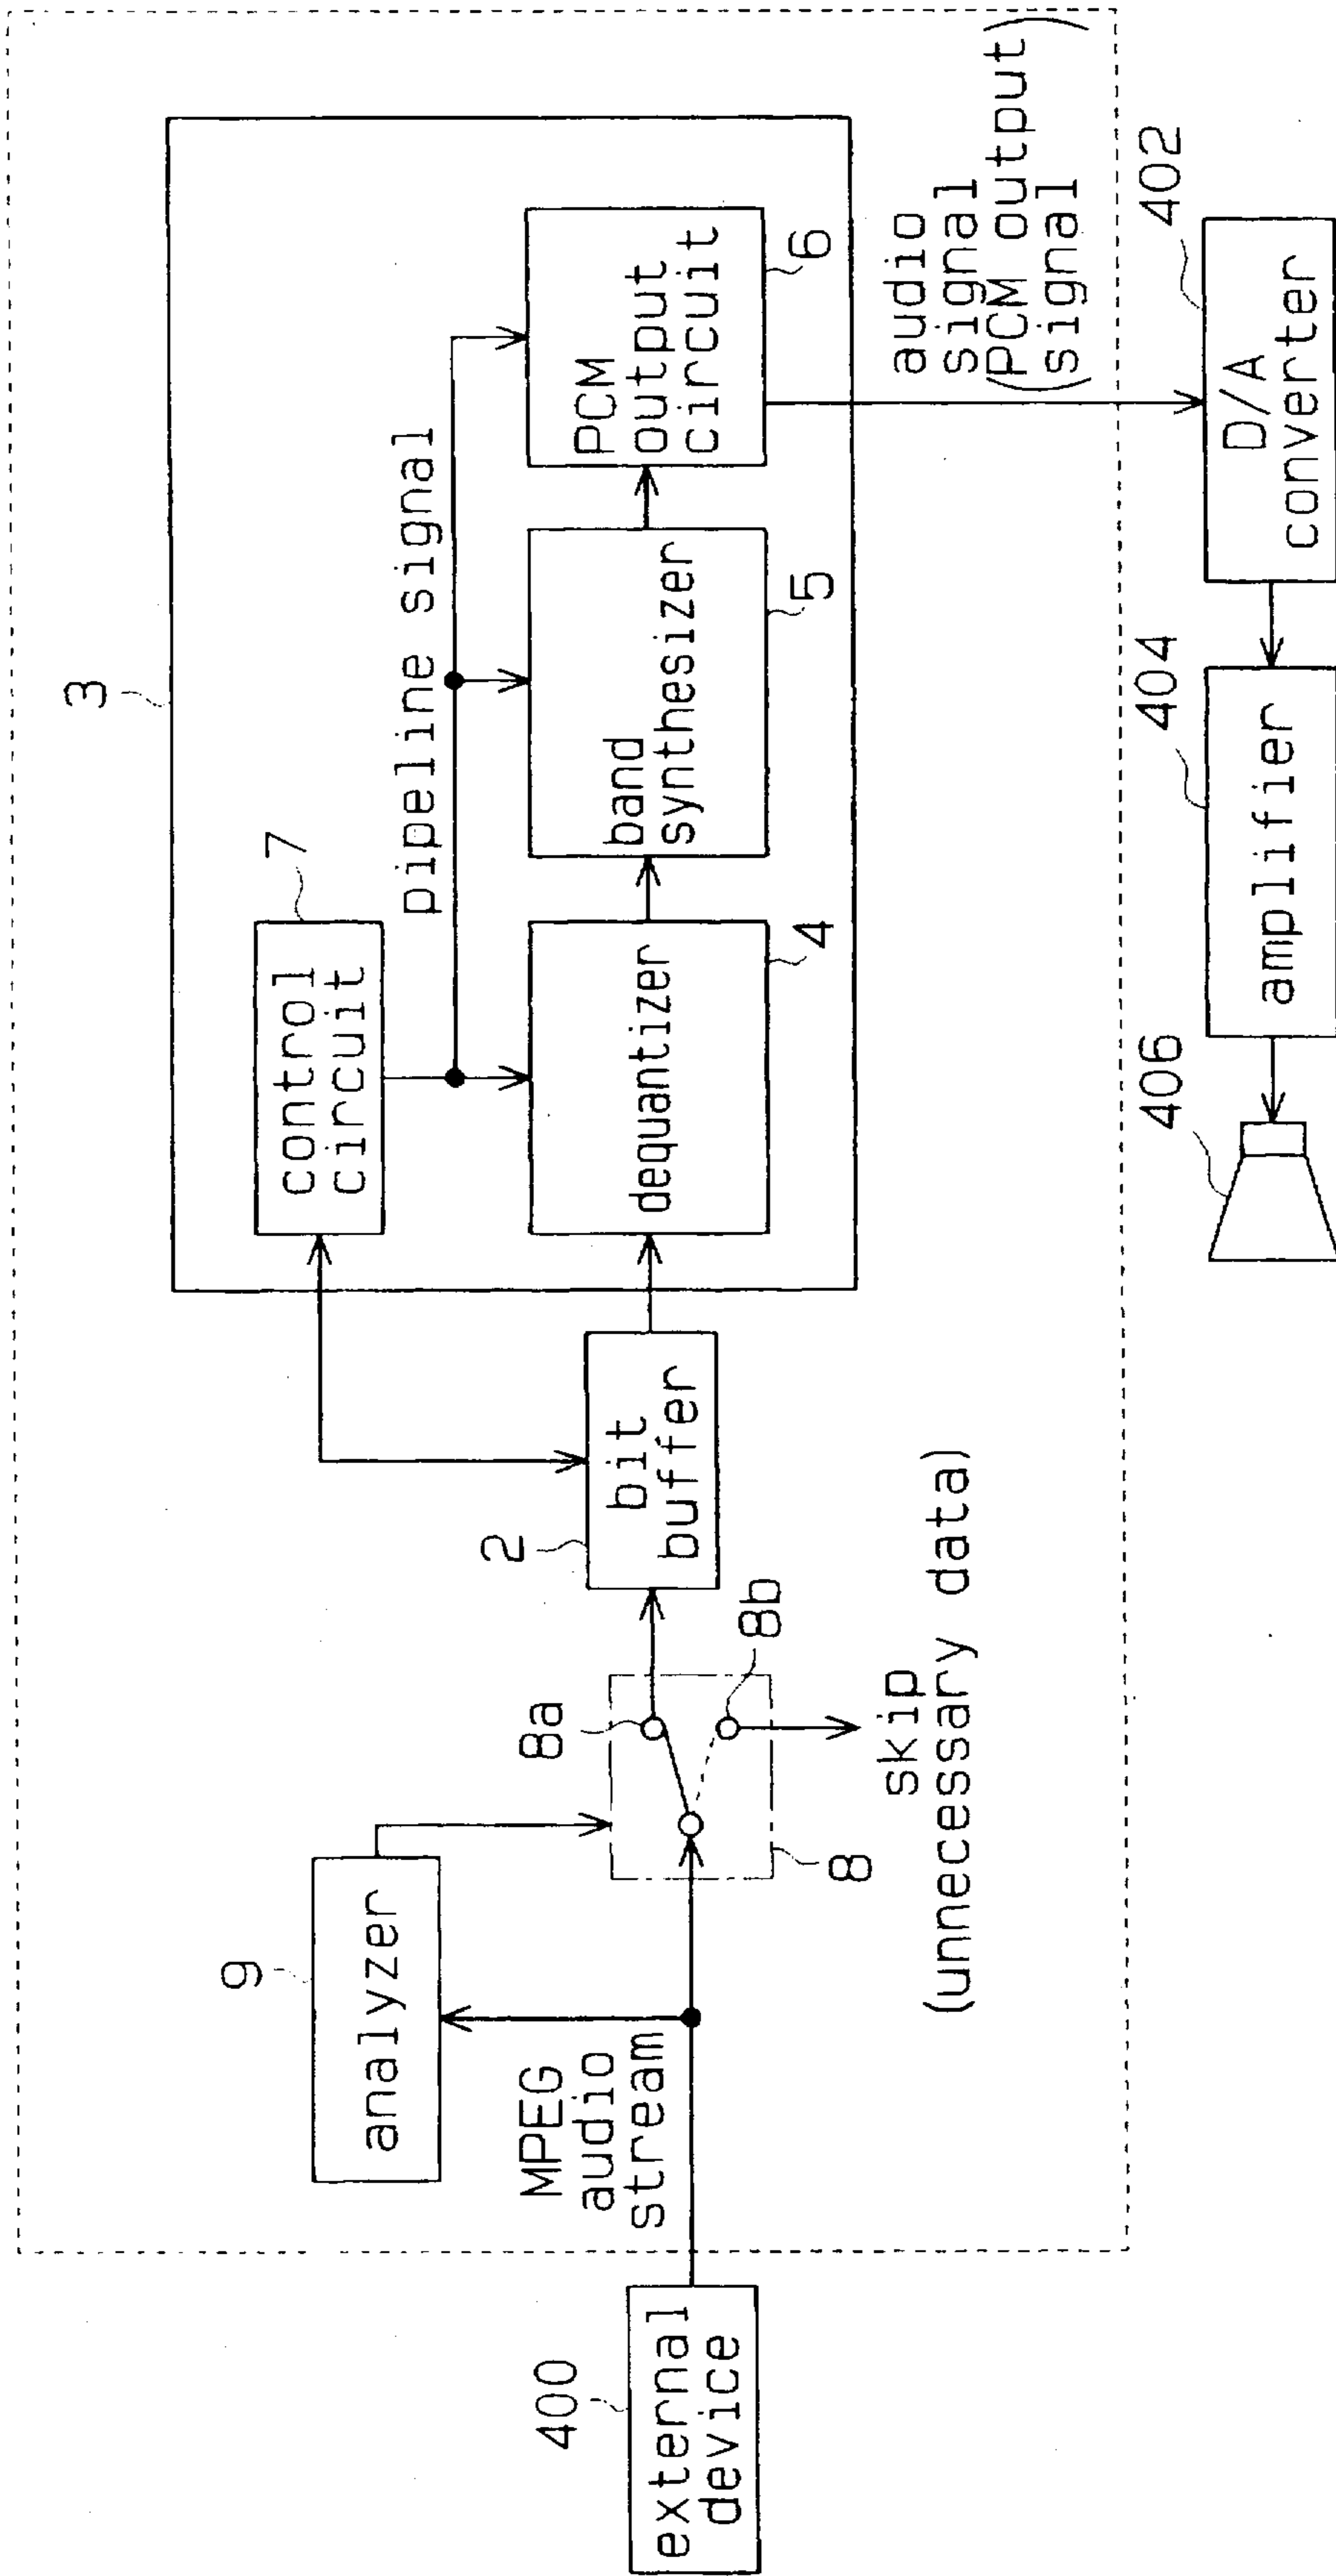 3
7
control
circuit
pipeline signal
9
analyzer
MPEG
audio
stream
400
external
device
8a
8b
8
skip
(unnecessary data)
2
bit
buffer
dequantizer
4
band
synthesizer
5
PCM
output
circuit
6
audio
signal
(PCM output)
(signal)
406
404
amplifier
402
D/A
converter